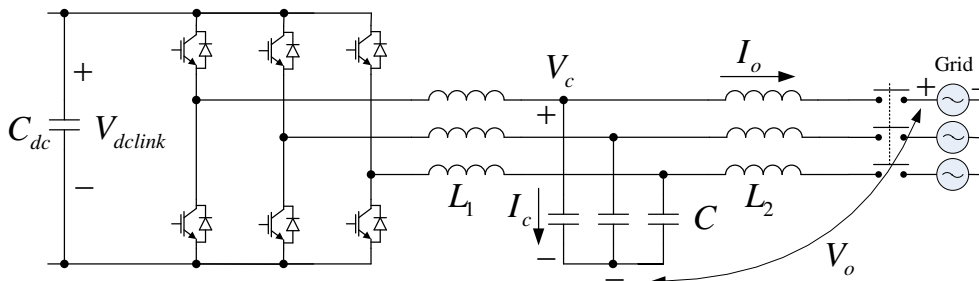 C_dc
+
V_dclink
−
L_1
V_c
+
I_c
−
C
I_o
L_2
Grid
+
−
V_o
−